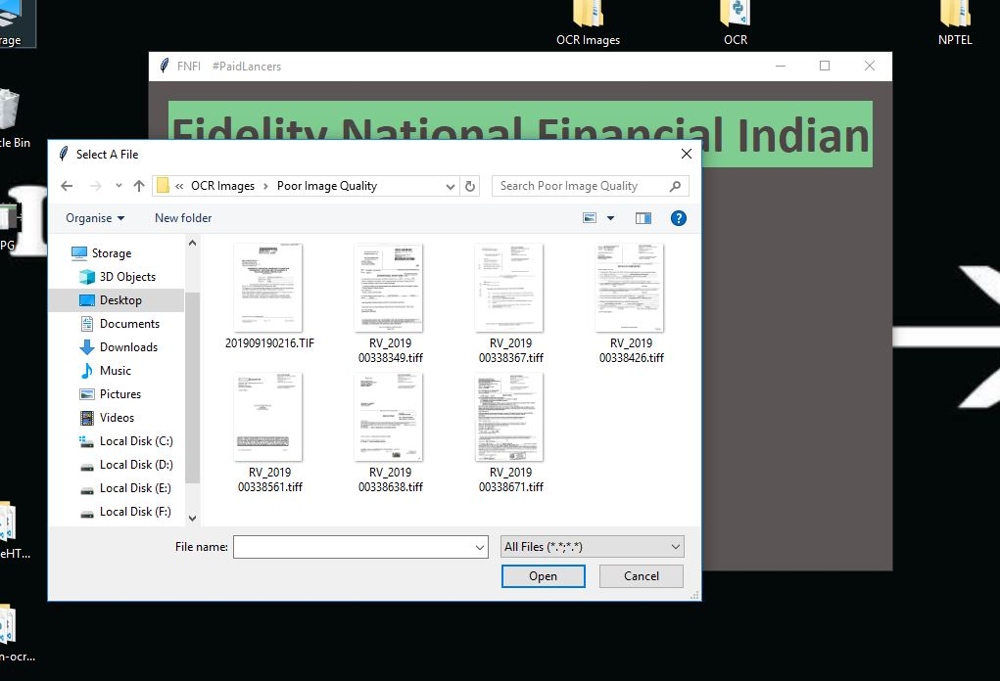 rage
OCR Images
OCR
NPTEL
FNFI #PaidLancers
Fidelity National Financial Indian
cle Bin
PG
eHT...
n-ocr...
Select A File
« OCR Images › Poor Image Quality
Search Poor Image Quality
Organise
New folder
?
Storage
3D Objects
Desktop
Documents
Downloads
Music
Pictures
Videos
Local Disk (C:)
Local Disk (D:)
Local Disk (E:)
Local Disk (F:)
201909190216.TIF
RV_2019
00338349.tiff
RV_2019
00338367.tiff
RV_2019
00338426.tiff
RV_2019
00338561.tiff
RV_2019
00338638.tiff
RV_2019
00338671.tiff
File name:
All Files (*.*;*.*)
Open
Cancel